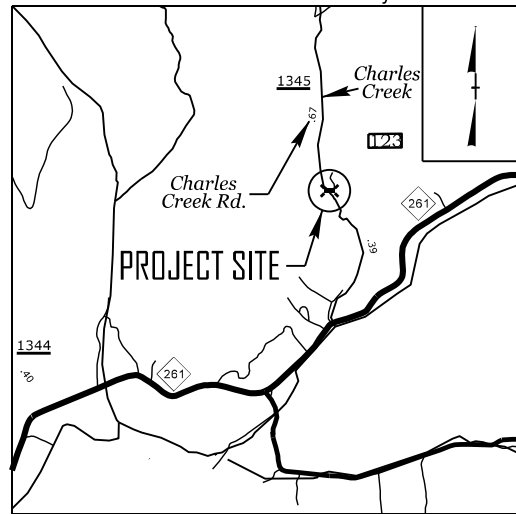 1345
Charles
Creek
.67
123
Charles
Creek Rd.
261
PROJECT SITE
.39
1344
.40
261